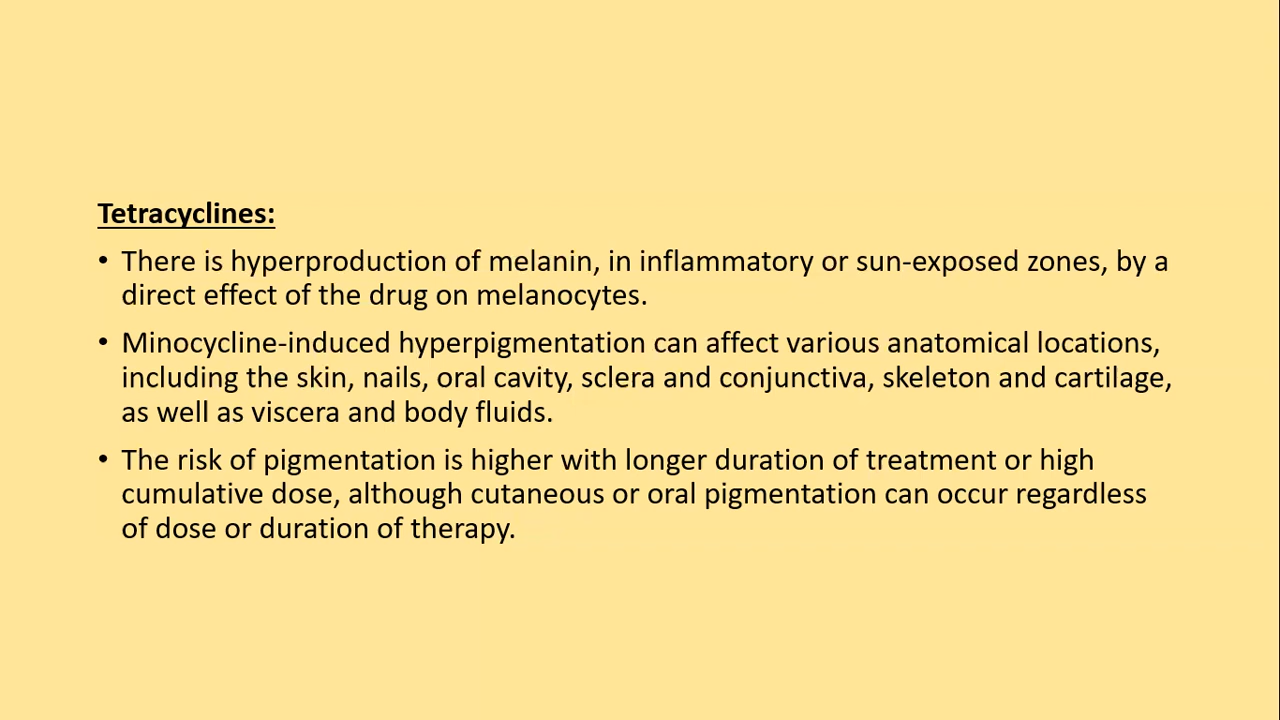 Tetracyclines:
• There is hyperproduction of melanin, in inflammatory or sun-exposed zones, by a
direct effect of the drug on melanocytes.
• Minocycline-induced hyperpigmentation can affect various anatomical locations,
including the skin, nails, oral cavity, sclera and conjunctiva, skeleton and cartilage,
as well as viscera and body fluids.
• The risk of pigmentation is higher with longer duration of treatment or high
cumulative dose, although cutaneous or oral pigmentation can occur regardless
of dose or duration of therapy.